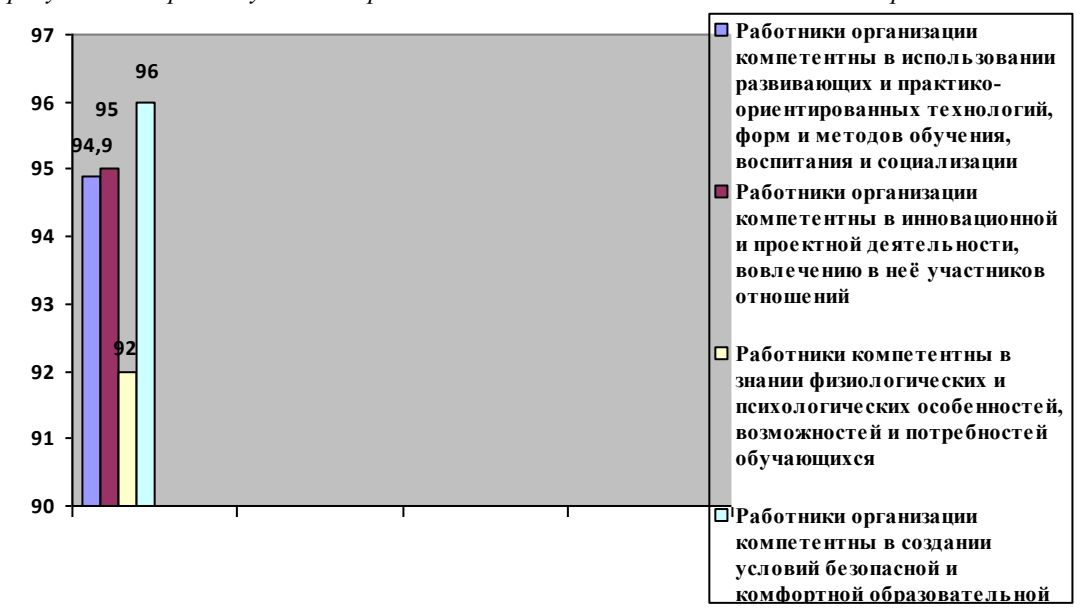 97
96
95
94
93
92
91
90
94,9
95
92
96
Работники организации
компетентны в использовании
развивающих и практико-
ориентированных технологий,
форм и методов обучения,
воспитания и социализации
Работники организации
компетентны в инновационной
и проектной деятельности,
вовлечению в неё участников
отношений
Работники компетентны в
знании физиологических и
психологических особенностей,
возможностей и потребностей
обучающихся
Работники организации
компетентны в создании
условий безопасной и
комфортной образовательной